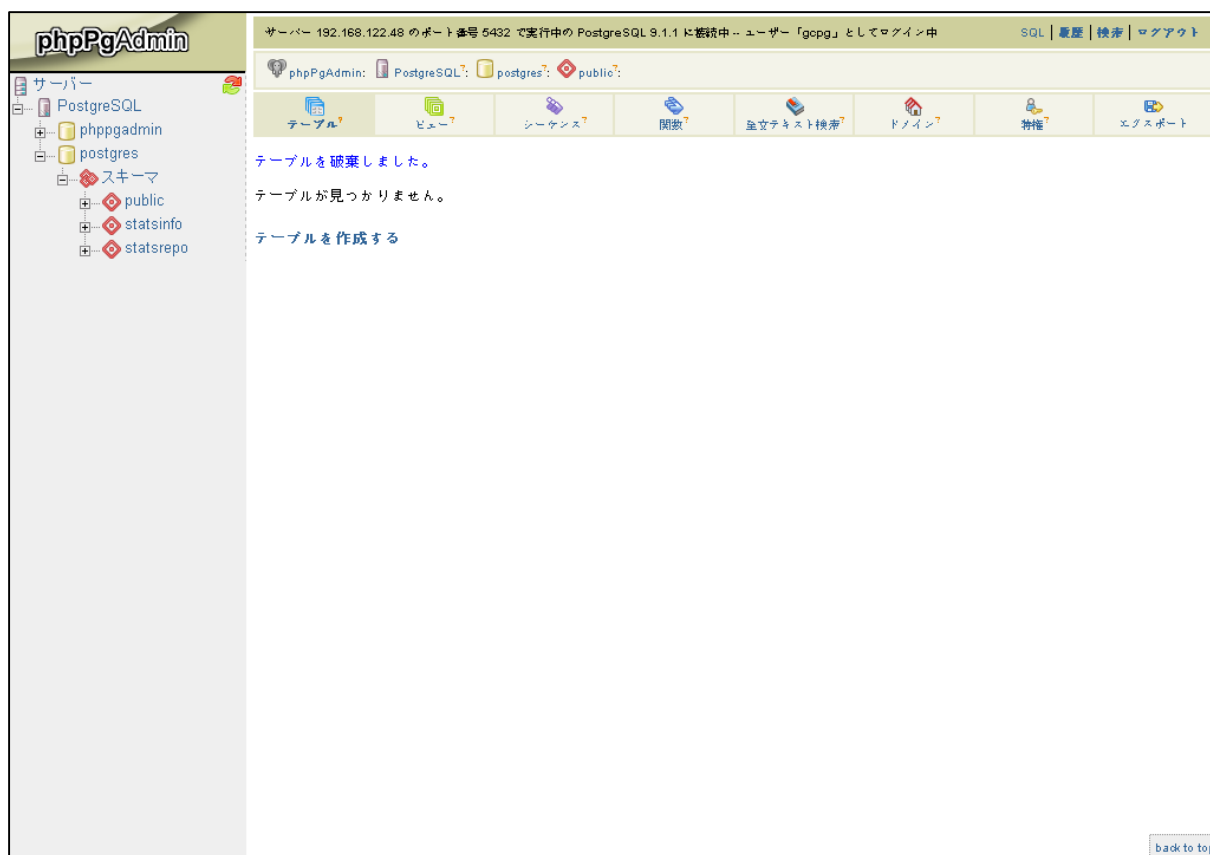 phpPgAdmin
サーバー
PostgreSQL
phppgadmin
postgres
スキーマ
public
statsinfo
statsrepo
サーバー 192.168.122.48 のポート番号 5432 で実行中の PostgreSQL 9.1.1 に接続中 -- ユーザー「gcpg」としてログイン中
SQL | 履歴 | 検索 | ログアウト
phpPgAdmin: PostgreSQL?: postgres?: public?:
テーブル? ビュー? シーケンス? 関数? 全文テキスト検索? ドメイン? 特権? エクスポート
テーブルを破棄しました。
テーブルが見つかりません。
テーブルを作成する
back to top